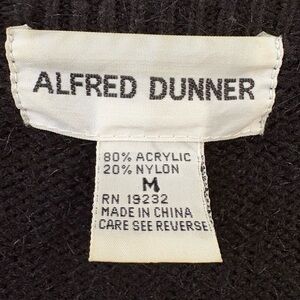 ALFRED DUNNER
80% ACRYLIC
20% NYLON
M
RN 19232
MADE IN CHINA
CARE SEE REVERSE